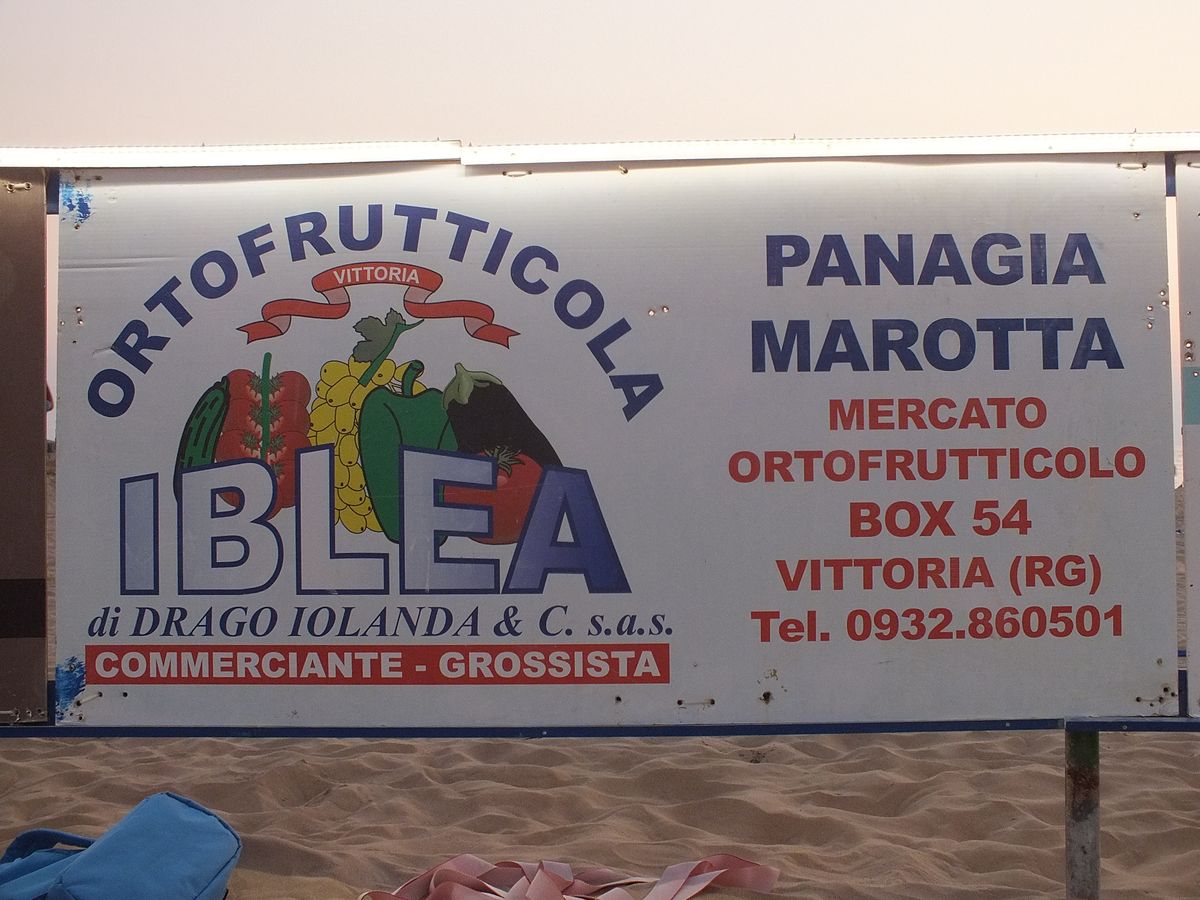 ORTOFRUTTICOLA
VITTORIA
IBLEA
di DRAGO IOLANDA & C. s.a.s.
COMMERCIANTE - GROSSISTA
PANAGIA
MAROTTA
MERCATO
ORTOFRUTTICOLO
BOX 54
VITTORIA (RG)
Tel. 0932.860501